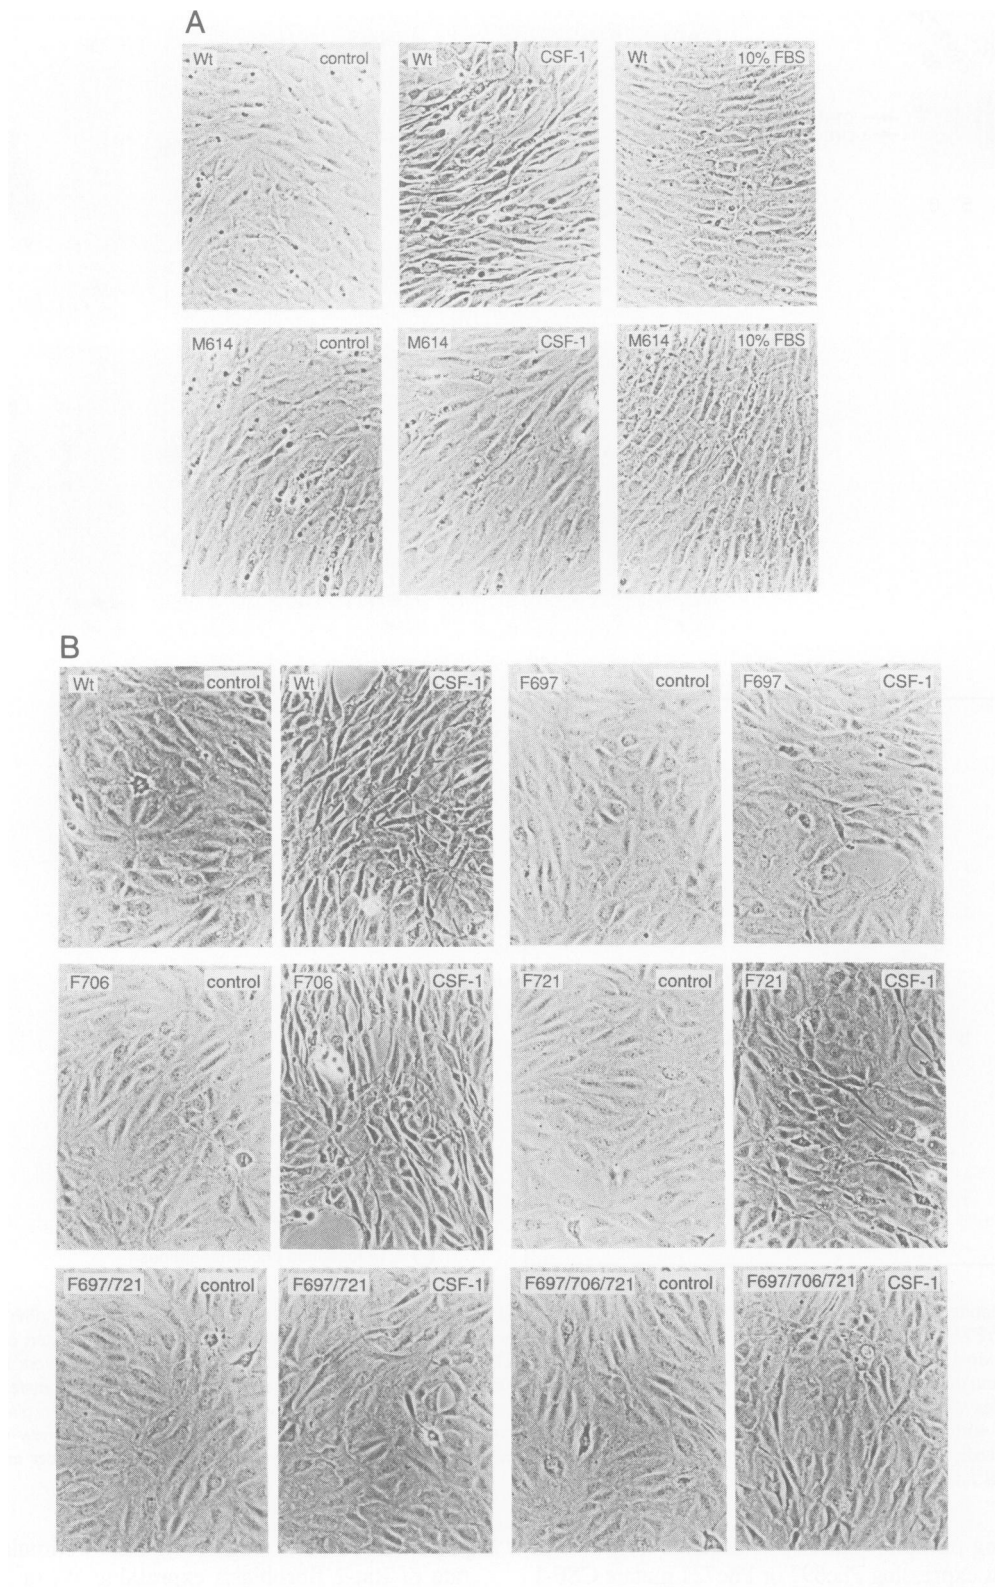 A
Wt control Wt CSF-1 Wt 10% FBS
M614 control M614 CSF-1 M614 10% FBS
B
Wt control Wt CSF-1 F697 control F697 CSF-1
F706 control F706 CSF-1 F721 control F721 CSF-1
F697/721 control F697/721 CSF-1 F697/706/721 control F697/706/721 CSF-1